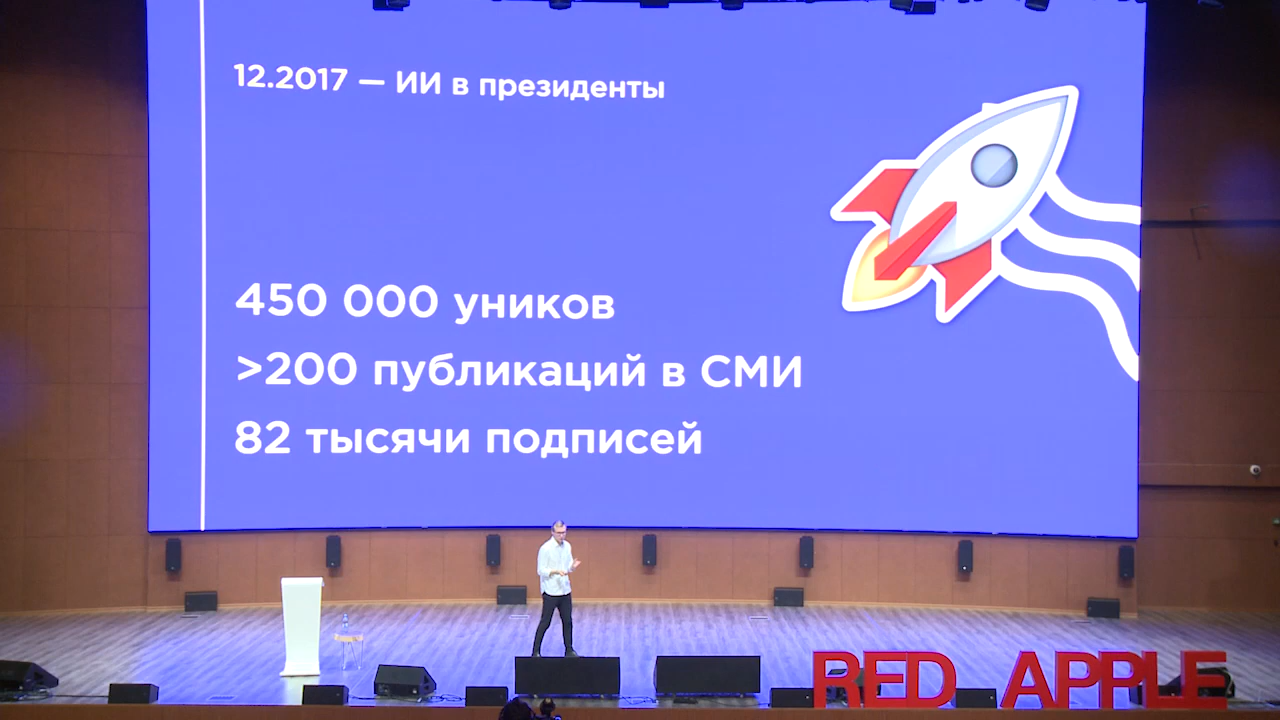 12.2017 — ИИ в президенты
450 000 уников
>200 публикаций в СМИ
82 тысячи подписей
RED APPLE